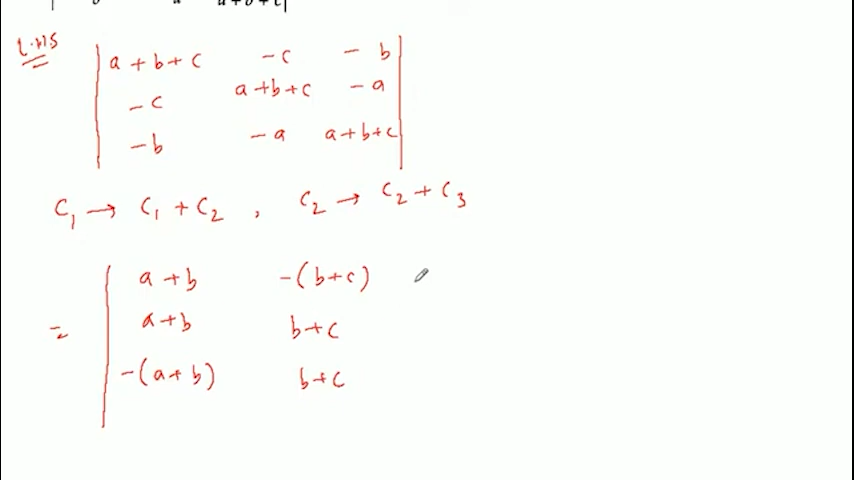 L.H.S
| a + b + c   - c   - b |
| - c   a + b + c   - a |
| - b   - a   a + b + c |
C₁ → C₁ + C₂ , C₂ → C₂ + C₃
= | a + b   -(b + c)
a + b   b + c
-(a + b)   b + c